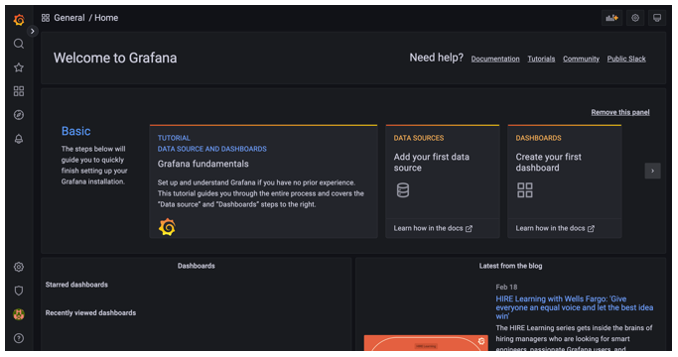 General / Home
Welcome to Grafana
Need help? Documentation Tutorials Community Public Slack
Remove this panel
Basic
The steps below will
guide you to quickly
finish setting up your
Grafana installation.
TUTORIAL
DATA SOURCE AND DASHBOARDS
Grafana fundamentals
Set up and understand Grafana if you have no prior experience.
This tutorial guides you through the entire process and covers the
"Data source" and "Dashboards" steps to the right.
DATA SOURCES
Add your first data
source
Learn how in the docs
DASHBOARDS
Create your first
dashboard
Learn how in the docs
Dashboards
Starred dashboards
Recently viewed dashboards
Latest from the blog
Feb 18
HIRE Learning with Wells Fargo: 'Give
everyone an equal voice and let the best idea
win'
The HIRE Learning series gets inside the brains of
hiring managers who are looking for smart
engineers, passionate Grafana users, and